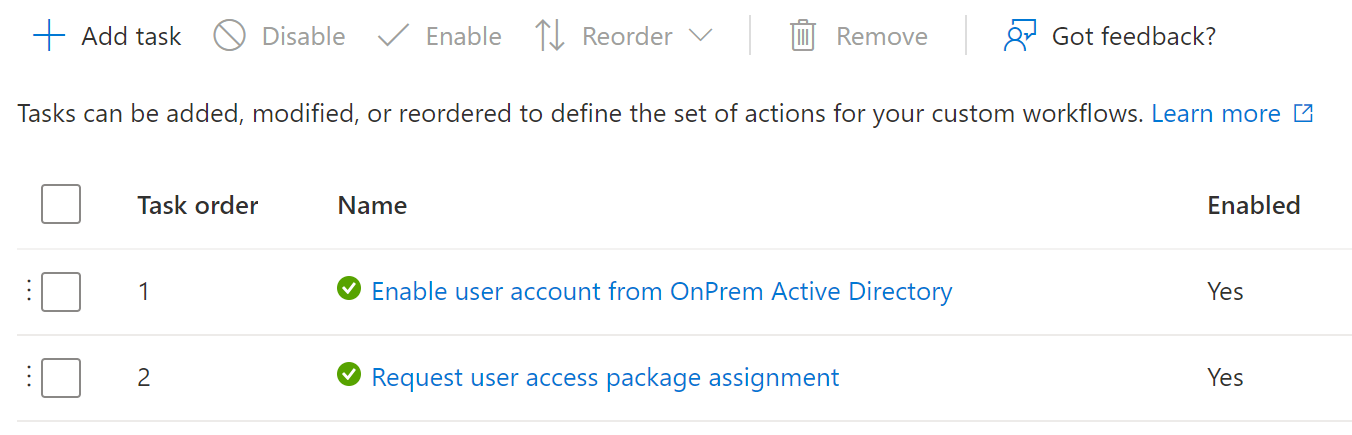 Add task Disable Enable Reorder Remove Got feedback?
Tasks can be added, modified, or reordered to define the set of actions for your custom workflows. Learn more
Task order Name Enabled
1 Enable user account from OnPrem Active Directory Yes
2 Request user access package assignment Yes